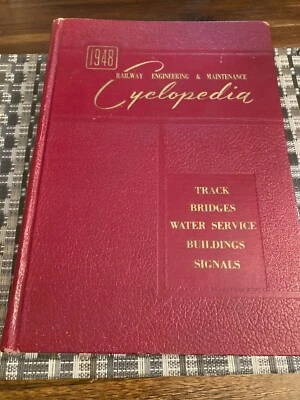 1948
RAILWAY ENGINEERING & MAINTENANCE
Cyclopedia
TRACK
BRIDGES
WATER SERVICE
BUILDINGS
SIGNALS